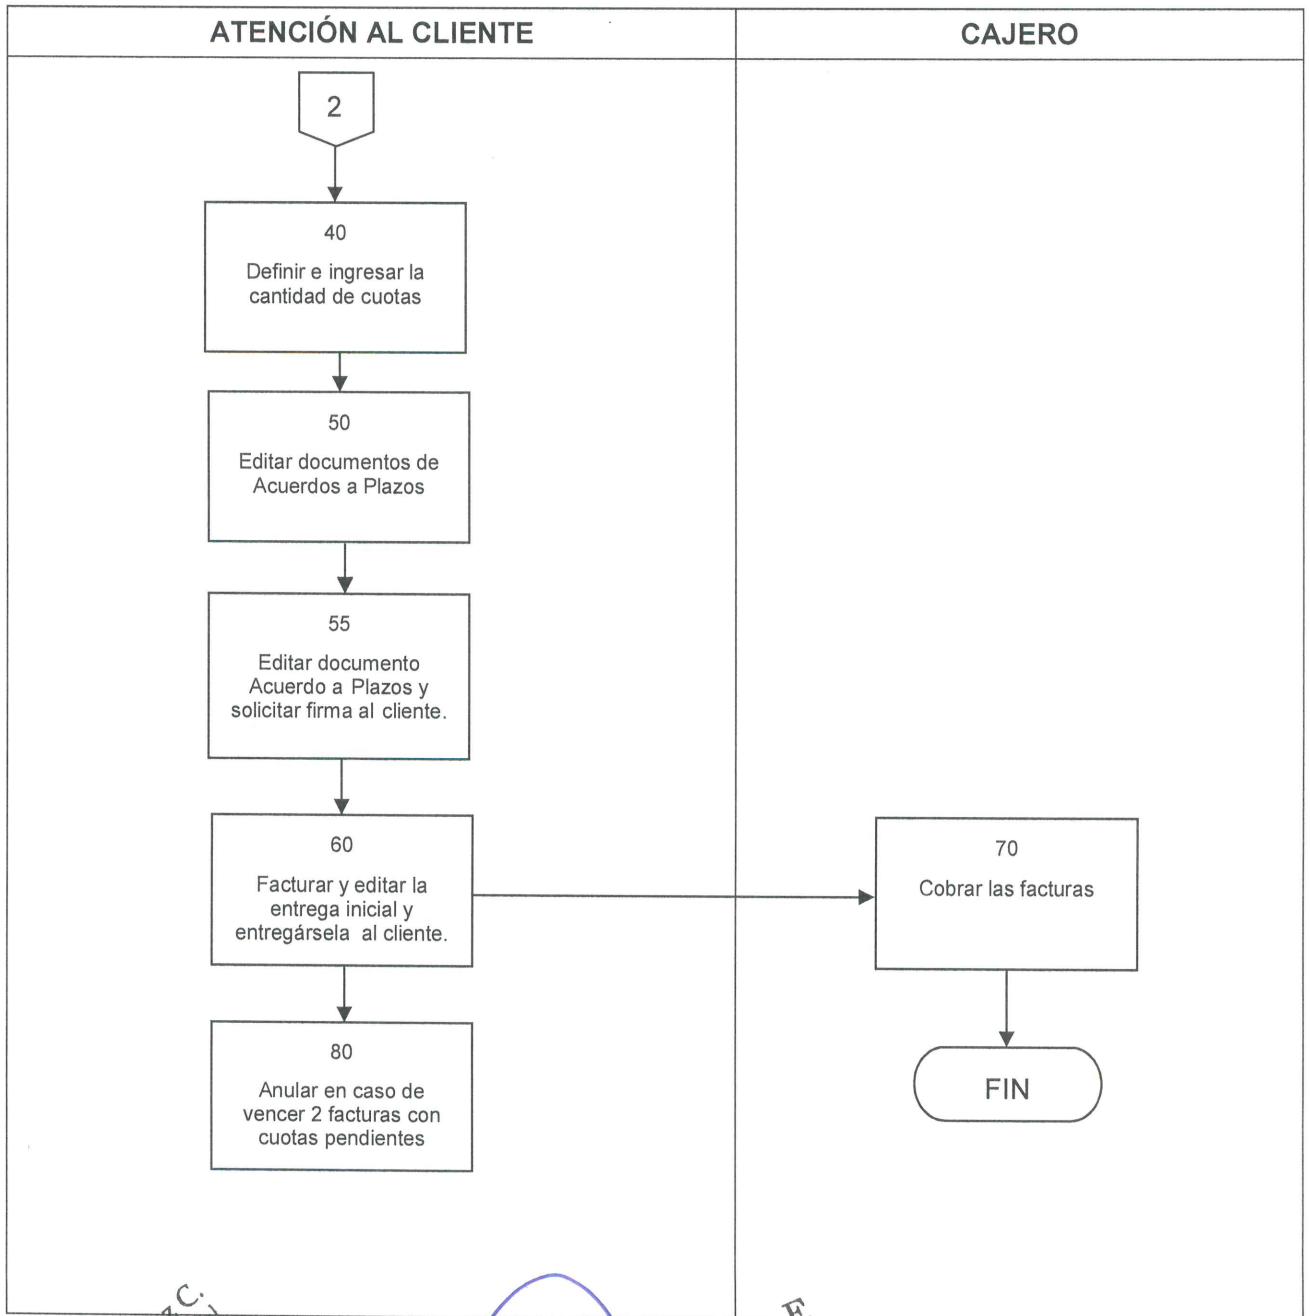 ATENCIÓN AL CLIENTE
CAJERO
2
40
Definir e ingresar la
cantidad de cuotas
50
Editar documentos de
Acuerdos a Plazos
55
Editar documento
Acuerdo a Plazos y
solicitar firma al cliente.
60
Facturar y editar la
entrega inicial y
entregársela al cliente.
70
Cobrar las facturas
80
Anular en caso de
vencer 2 facturas con
cuotas pendientes
FIN